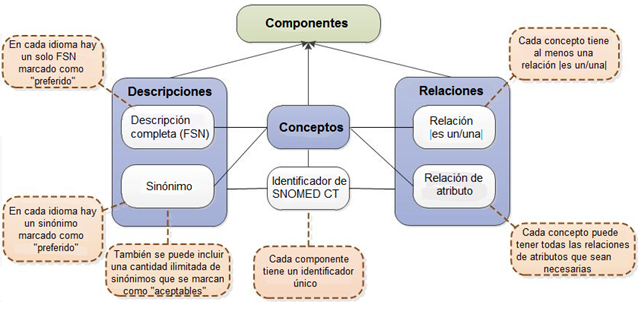 Componentes
En cada idioma hay
un solo FSN
marcado como
"preferido"
Cada concepto tiene
al menos una
relación |es un/una|
Descripciones
Descripción
completa (FSN)
Sinónimo
Conceptos
Identificador de
SNOMED CT
Relaciones
Relación
|es un/una|
Relación de
atributo
En cada idioma hay
un sinónimo
marcado como
"preferido"
También se puede incluir
una cantidad ilimitada de
sinónimos que se marcan
como "aceptables"
Cada componente
tiene un identificador
único
Cada concepto puede
tener todas las relaciones
de atributos que sean
necesarias